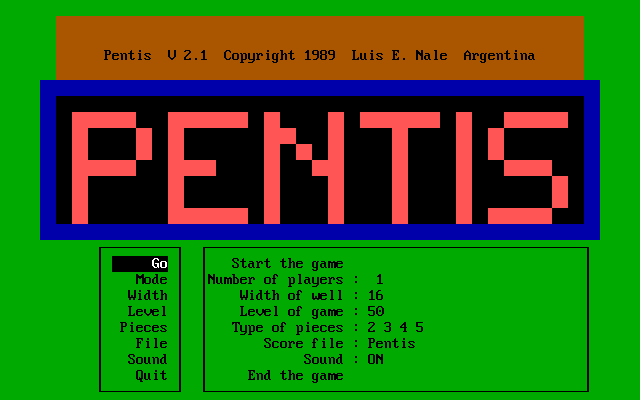 Pentis V 2.1 Copyright 1989 Luis E. Nale Argentina
PENTIS
Go Start the game
Mode Number of players : 1
Width Width of well : 16
Level Level of game : 50
Pieces Type of pieces : 2 3 4 5
File Score file : Pentis
Sound Sound : ON
Quit End the game